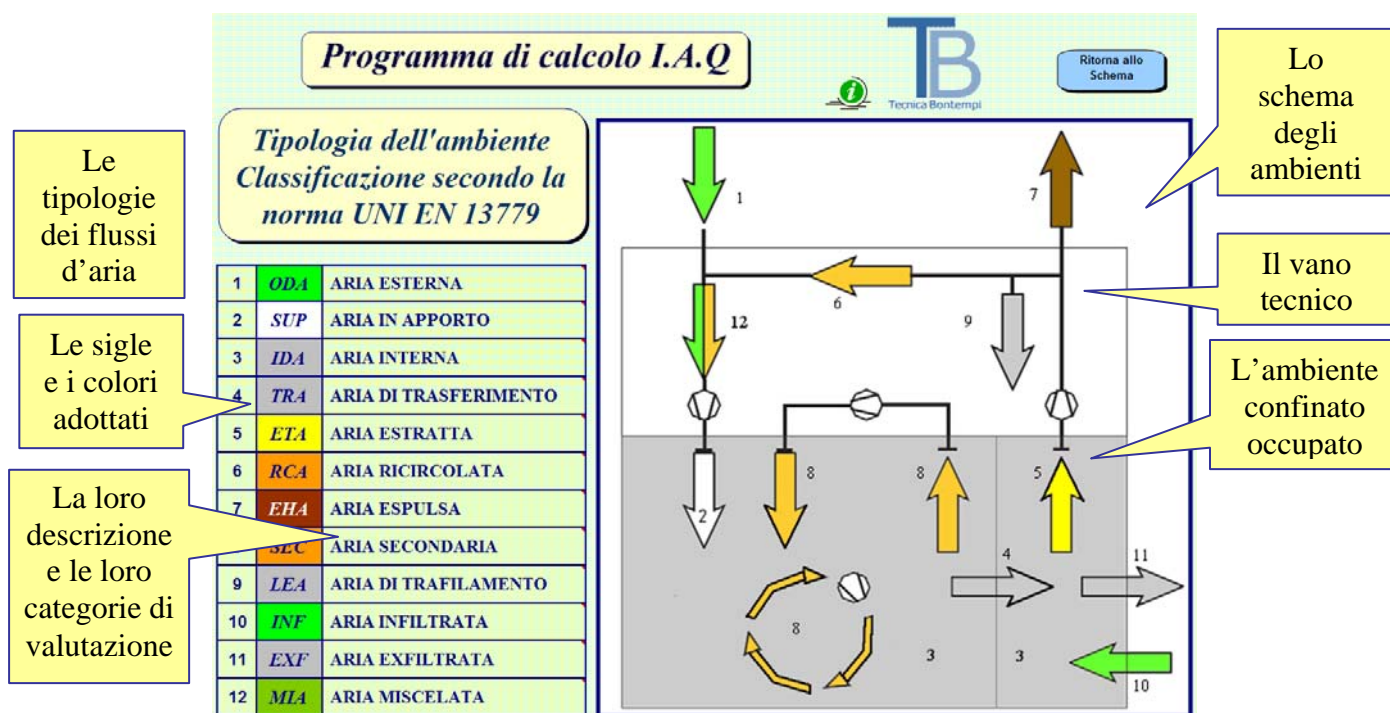 Programma di calcolo I.A.Q
TB
Tecnica Bontempi
i
Ritorna allo
Schema
Lo
schema
degli
ambienti
Le
tipologie
dei flussi
d'aria
Tipologia dell'ambiente
Classificazione secondo la
norma UNI EN 13779
1 ODA ARIA ESTERNA
2 SUP ARIA IN APPORTO
3 IDA ARIA INTERNA
4 TRA ARIA DI TRASFERIMENTO
5 ETA ARIA ESTRATTA
6 RCA ARIA RICIRCOLATA
7 EHA ARIA ESPULSA
SEC ARIA SECONDARIA
9 LEA ARIA DI TRAFILAMENTO
10 INF ARIA INFILTRATA
11 EXF ARIA EXFILTRATA
12 MIA ARIA MISCELATA
Le sigle
e i colori
adottati
La loro
descrizione
e le loro
categorie di
valutazione
Il vano
tecnico
L'ambiente
confinato
occupato
1
7
6
12
9
8
8
5
2
4
11
8
3
3
10